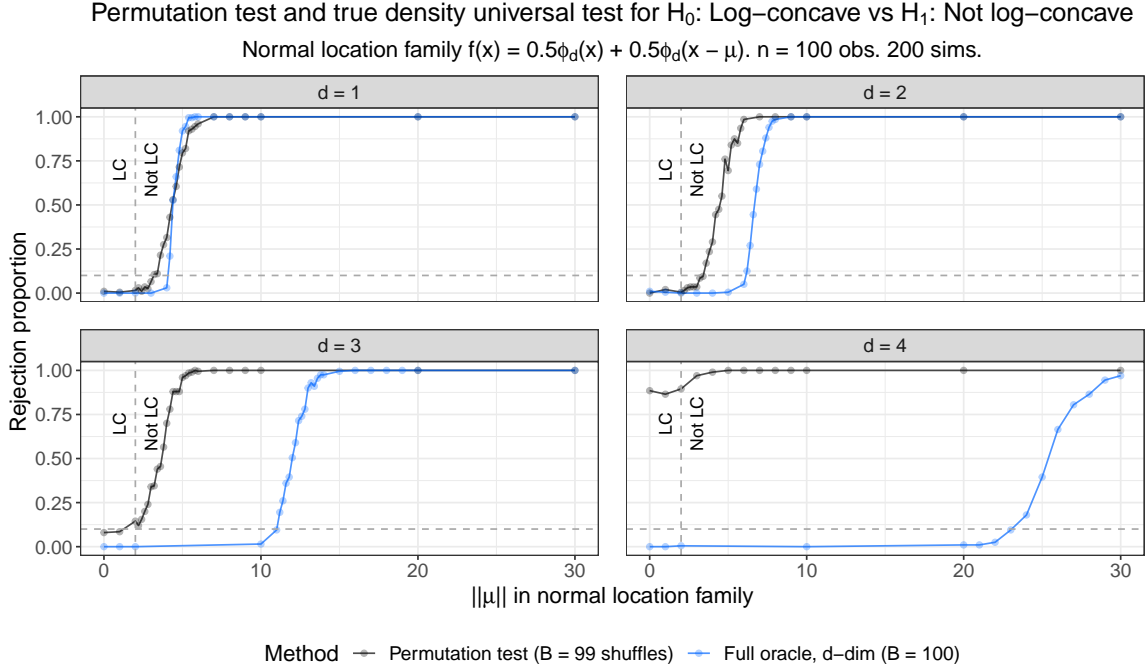 Permutation test and true density universal test for H₀: Log−concave vs H₁: Not log−concave
Normal location family f(x) = 0.5ϕd(x) + 0.5ϕd(x − μ). n = 100 obs. 200 sims.
d = 1
d = 2
Rejection proportion
1.00
0.75
0.50
0.25
0.00
LC
Not LC
LC
Not LC
d = 3
d = 4
1.00
0.75
0.50
0.25
0.00
LC
Not LC
LC
Not LC
0 10 20 30
0 10 20 30
||μ|| in normal location family
Method Permutation test (B = 99 shuffles) Full oracle, d−dim (B = 100)